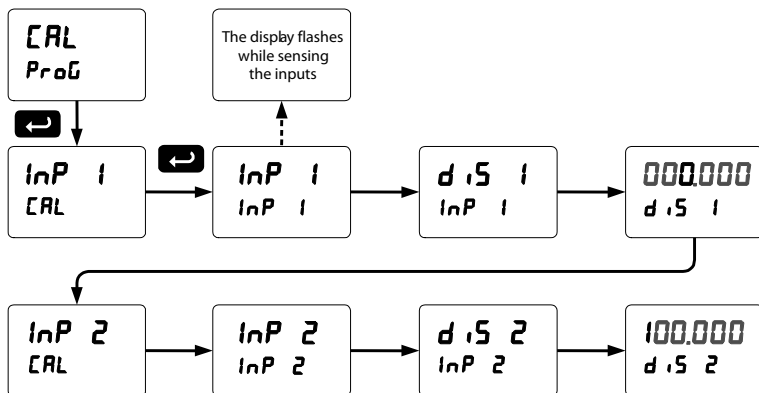 CAL
ProG
The display flashes
while sensing
the inputs
InP 1
CAL
InP 1
InP 1
diS 1
InP 1
000.000
diS 1
InP 2
CAL
InP 2
InP 2
diS 2
InP 2
100.000
diS 2